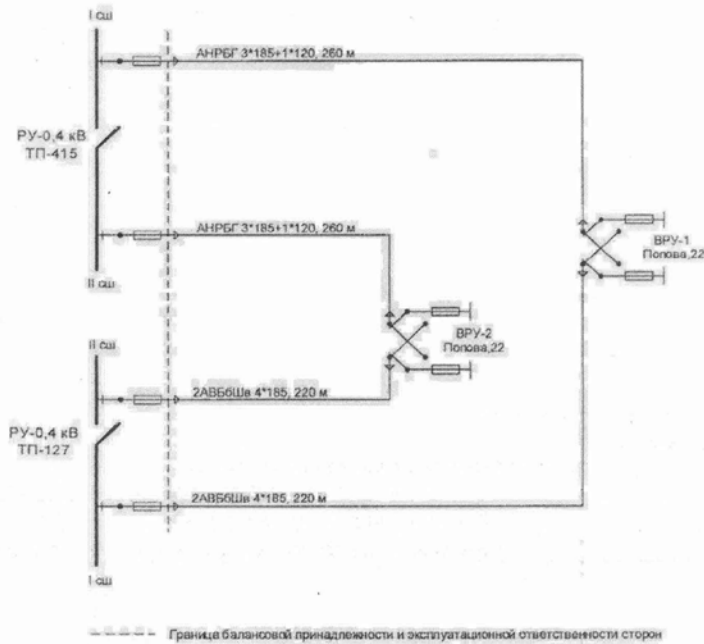 I сш
АНРБГ 3*185+1*120, 260 м
РУ-0,4 кВ
ТП-415
АНРБГ 3*185+1*120, 260 м
ВРУ-1
Попова,22
II сш
ВРУ-2
Попова,22
II сш
2АВБбШв 4*185, 220 м
РУ-0,4 кВ
ТП-127
2АВБбШв 4*185, 220 м
I сш
Граница балансовой принадлежности и эксплуатационной ответственности сторон